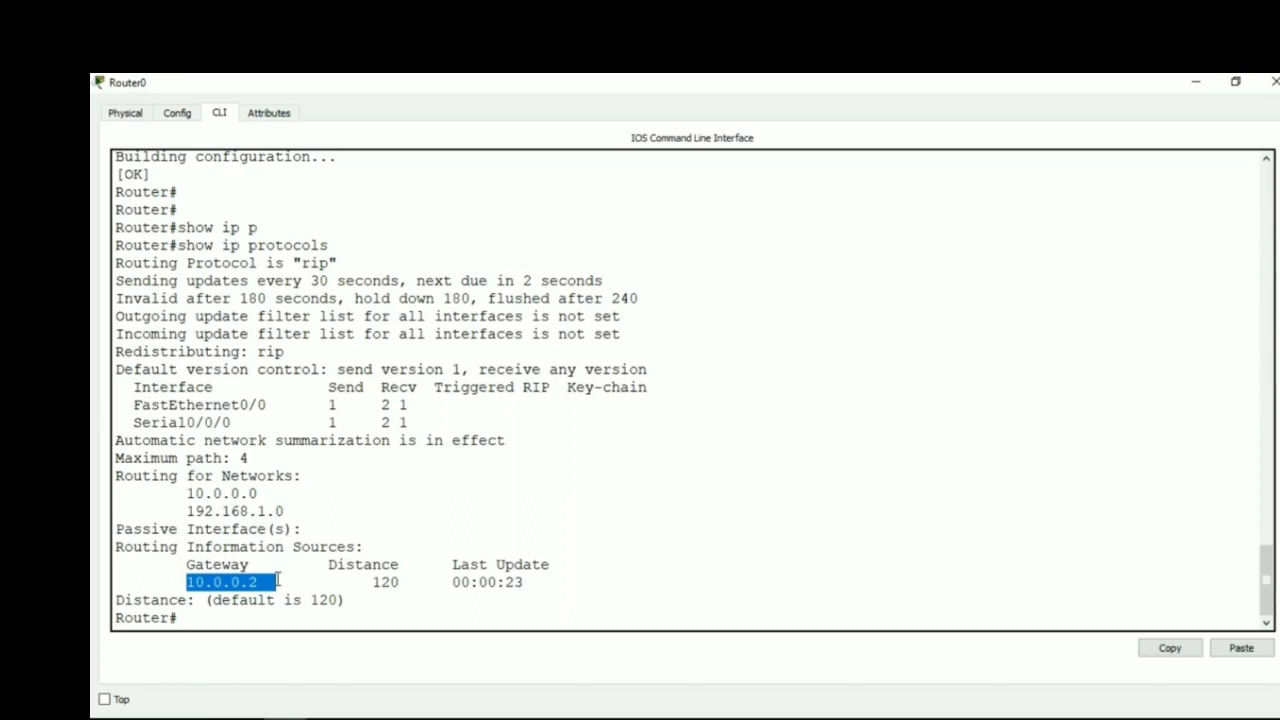 Router0
Physical Config CLI Attributes
IOS Command Line Interface
Building configuration...
[OK]
Router#
Router#
Router#show ip p
Router#show ip protocols
Routing Protocol is "rip"
Sending updates every 30 seconds, next due in 2 seconds
Invalid after 180 seconds, hold down 180, flushed after 240
Outgoing update filter list for all interfaces is not set
Incoming update filter list for all interfaces is not set
Redistributing: rip
Default version control: send version 1, receive any version
Interface Send Recv Triggered RIP Key-chain
FastEthernet0/0 1 2 1
Serial0/0/0 1 2 1
Automatic network summarization is in effect
Maximum path: 4
Routing for Networks:
10.0.0.0
192.168.1.0
Passive Interface(s):
Routing Information Sources:
Gateway Distance Last Update
10.0.0.2 120 00:00:23
Distance: (default is 120)
Router#
Copy Paste
Top